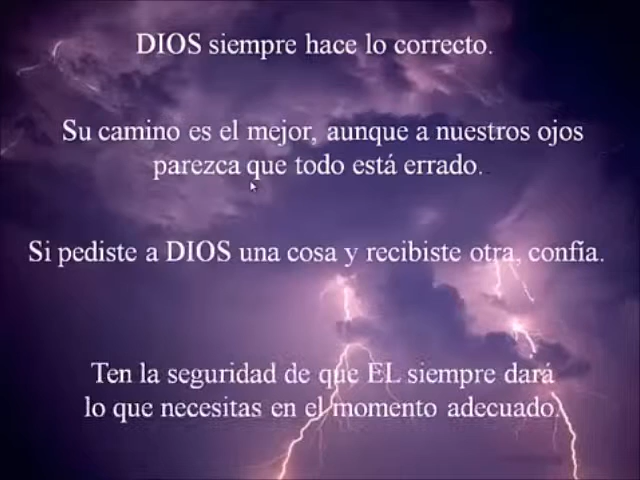 DIOS siempre hace lo correcto.
Su camino es el mejor, aunque a nuestros ojos
parezca que todo está errado.
Si pediste a DIOS una cosa y recibiste otra, confía.
Ten la seguridad de que EL siempre dará
lo que necesitas en el momento adecuado.